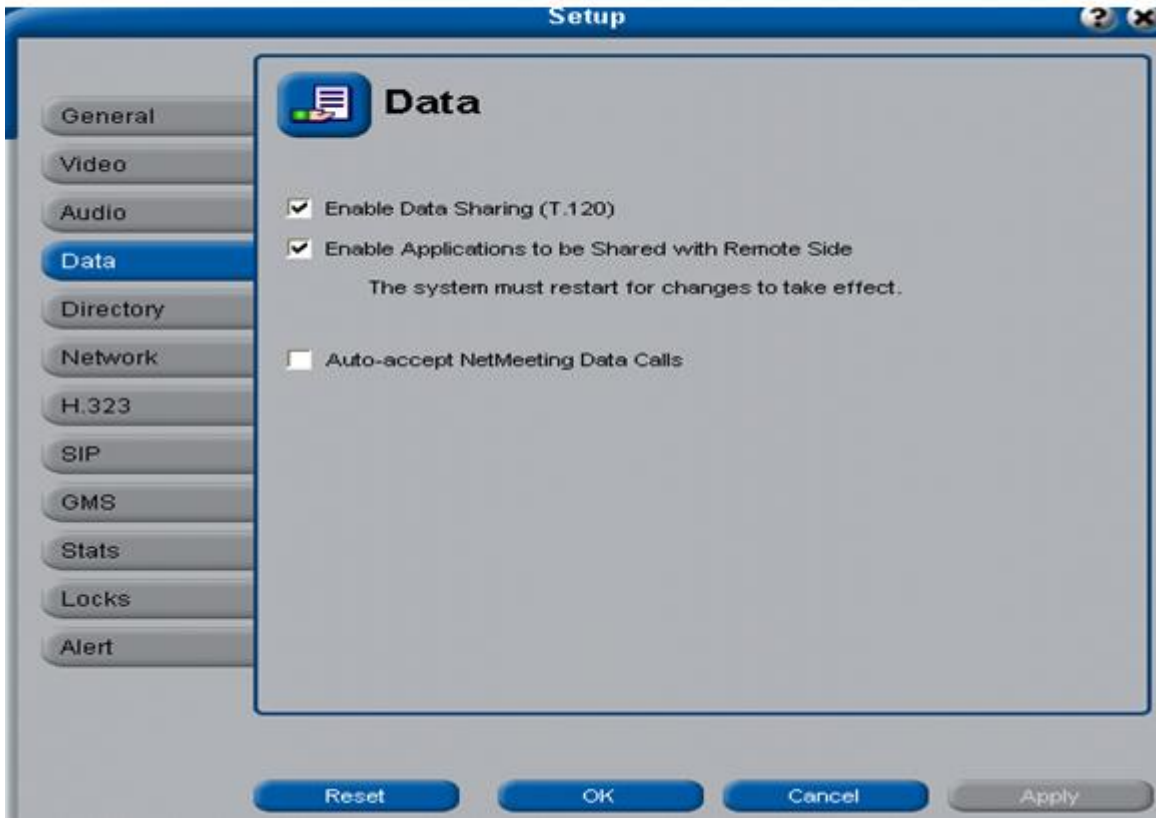 Setup
General
Video
Audio
Data
Directory
Network
H.323
SIP
GMS
Stats
Locks
Alert
Data
Enable Data Sharing (T.120)
Enable Applications to be Shared with Remote Side
The system must restart for changes to take effect.
Auto-accept NetMeeting Data Calls
Reset
OK
Cancel
Apply